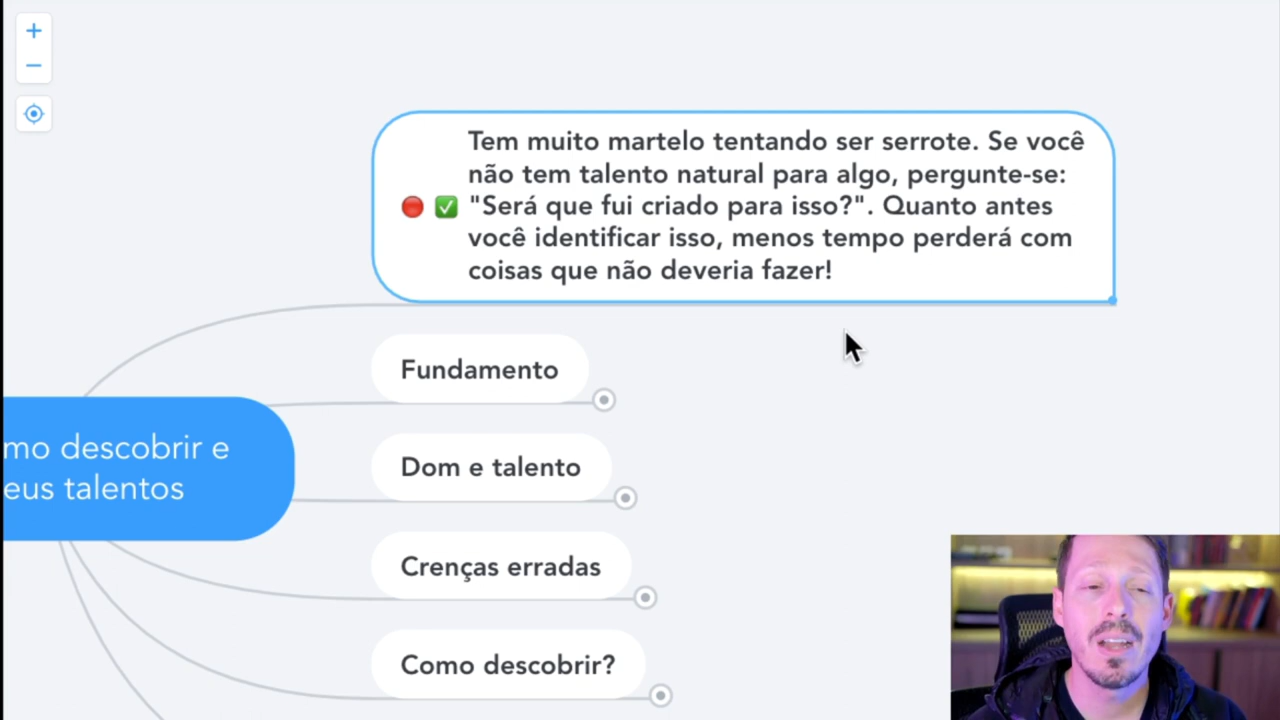 Tem muito martelo tentando ser serrote. Se você
não tem talento natural para algo, pergunte-se:
"Será que fui criado para isso?". Quanto antes
você identificar isso, menos tempo perderá com
coisas que não deveria fazer!
Fundamento
mo descobrir e
eus talentos
Dom e talento
Crenças erradas
Como descobrir?